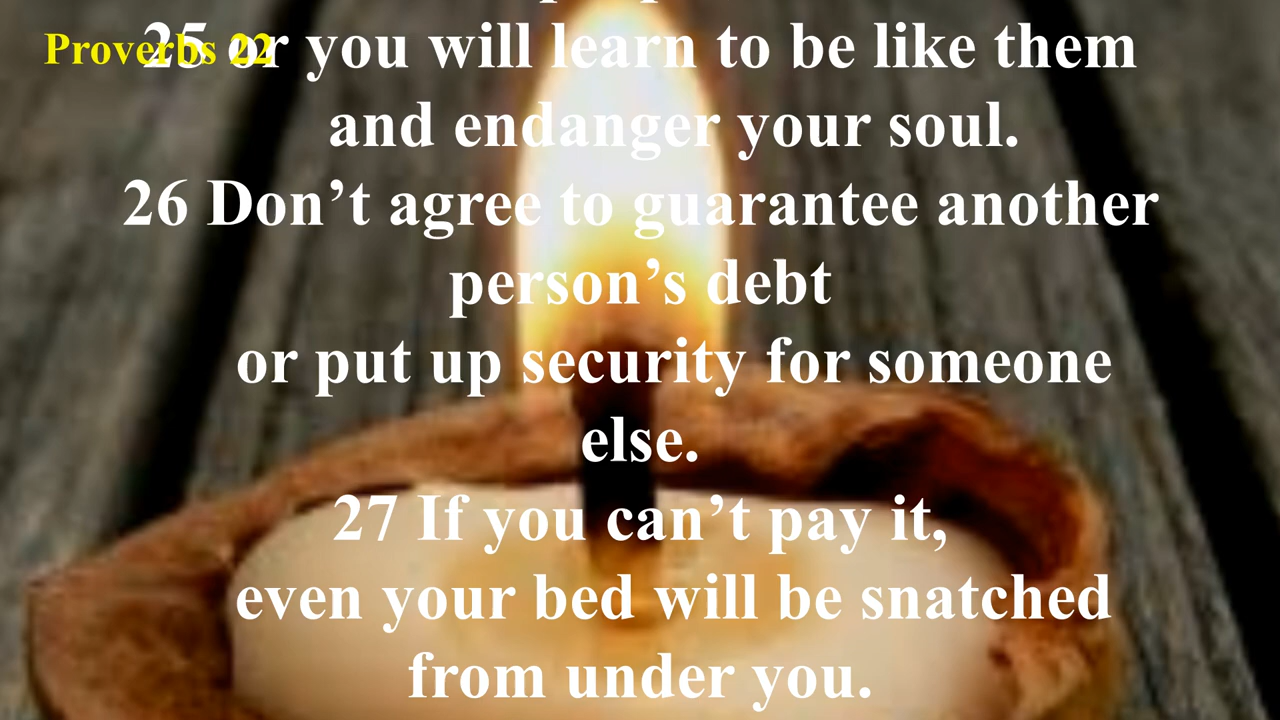 Proverbs 22
25 or you will learn to be like them
and endanger your soul.
26 Don’t agree to guarantee another
person’s debt
or put up security for someone
else.
27 If you can’t pay it,
even your bed will be snatched
from under you.